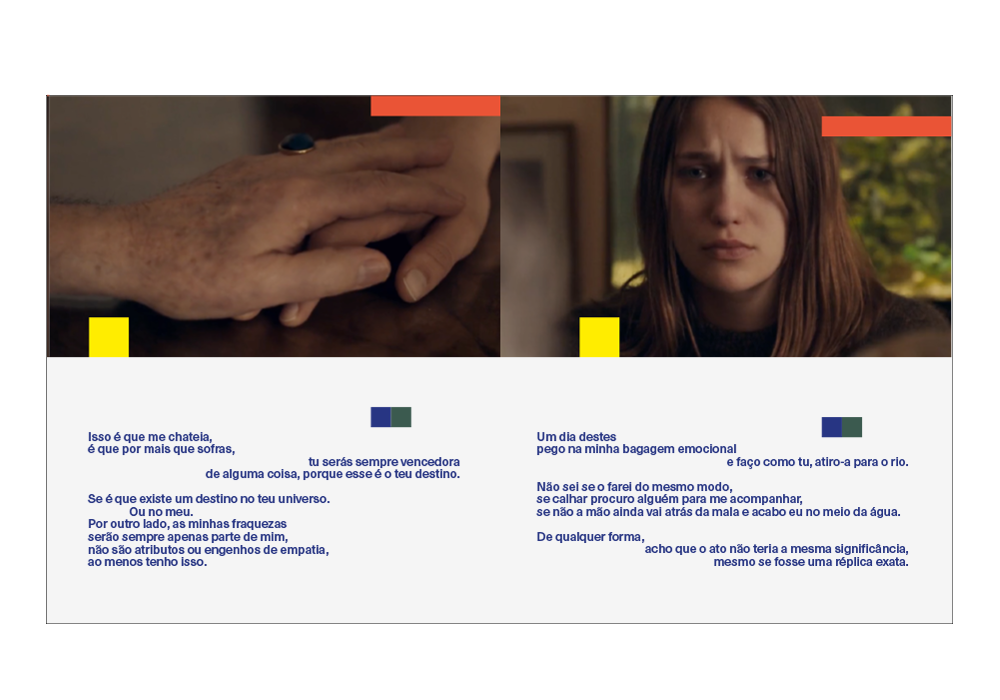 Isso é que me chateia,
é que por mais que sofras,
tu serás sempre vencedora
de alguma coisa, porque esse é o teu destino.
Se é que existe um destino no teu universo.
Ou no meu.
Por outro lado, as minhas fraquezas
serão sempre apenas parte de mim,
não são atributos ou engenhos de empatia,
ao menos tenho isso.
Um dia destes
pego na minha bagagem emocional
e faço como tu, atiro-a para o rio.
Não sei se o farei do mesmo modo,
se calhar procuro alguém para me acompanhar,
se não a mão ainda vai atrás da mala e acabo eu no meio da água.
De qualquer forma,
acho que o ato não teria a mesma significância,
mesmo se fosse uma réplica exata.